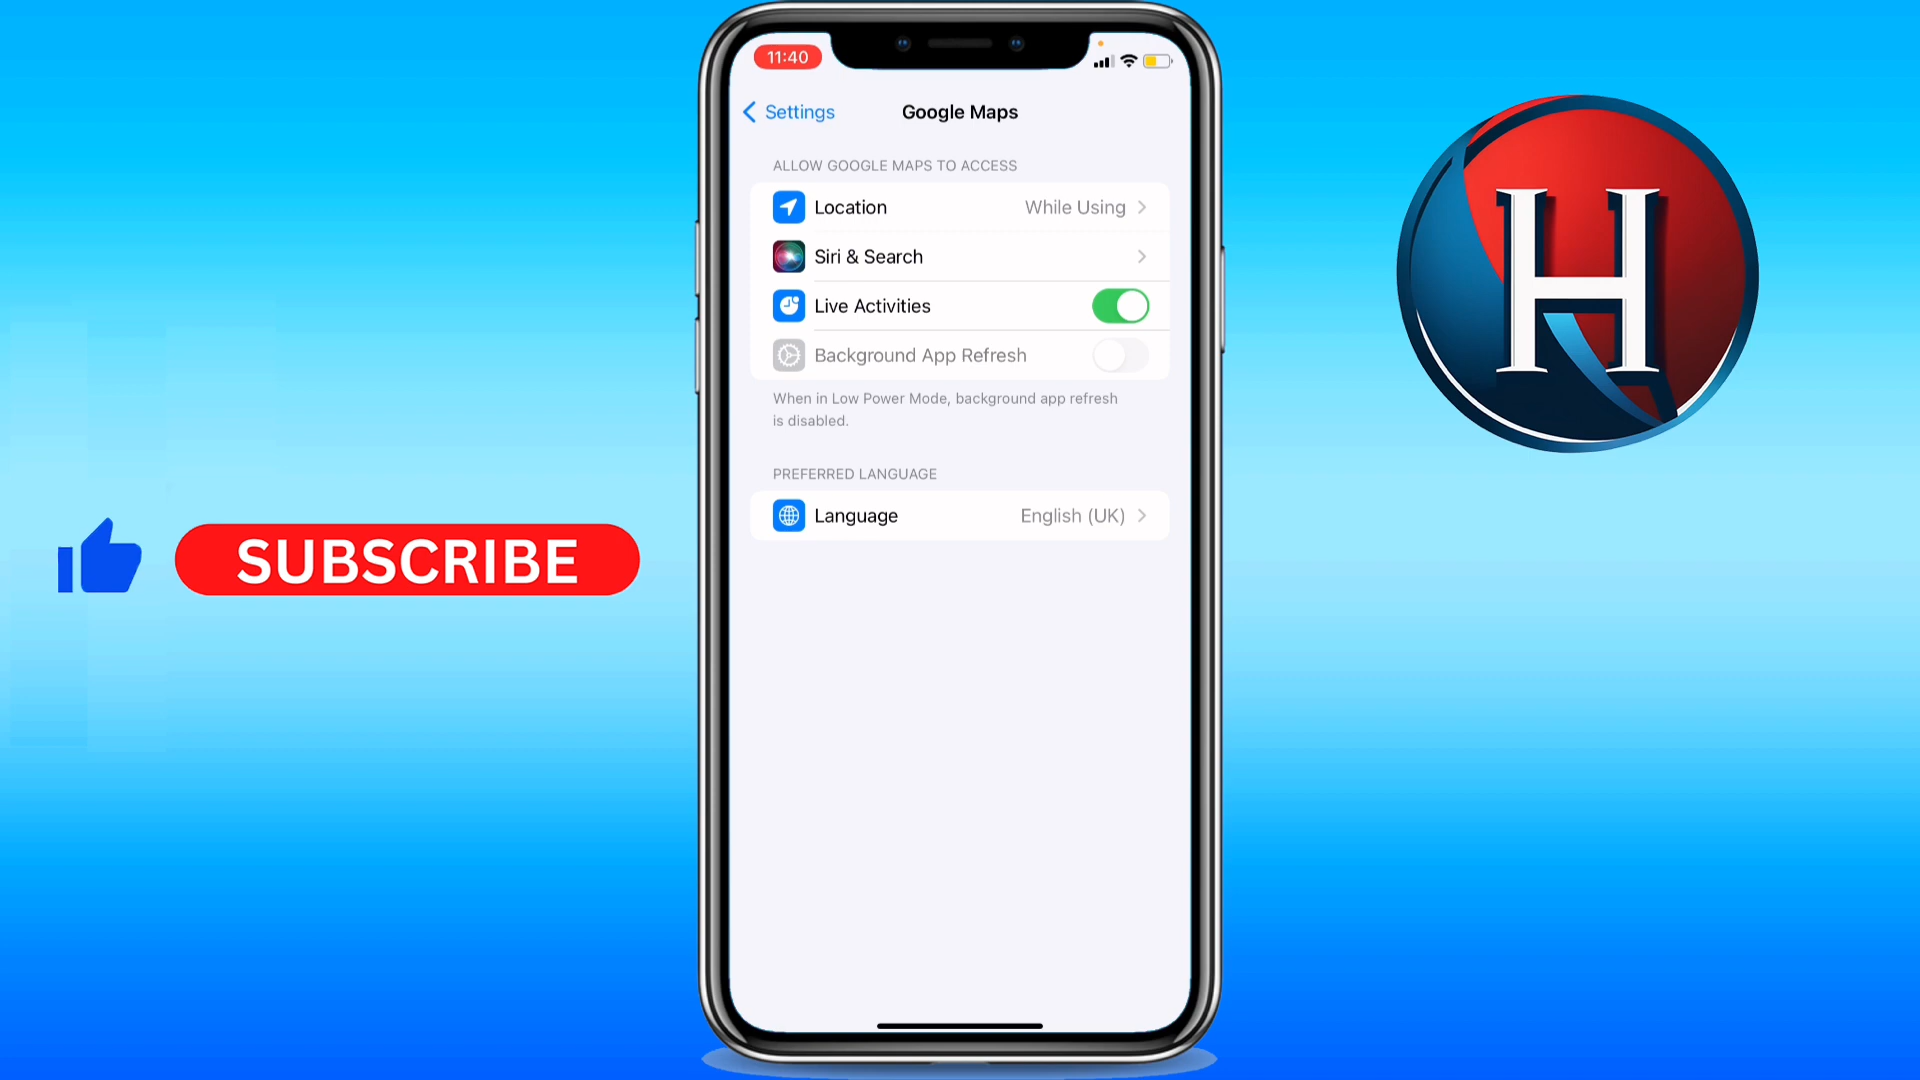 11:40
Settings
Google Maps
ALLOW GOOGLE MAPS TO ACCESS
Location While Using
Siri & Search
Live Activities
Background App Refresh
When in Low Power Mode, background app refresh
is disabled.
PREFERRED LANGUAGE
Language English (UK)
SUBSCRIBE
H